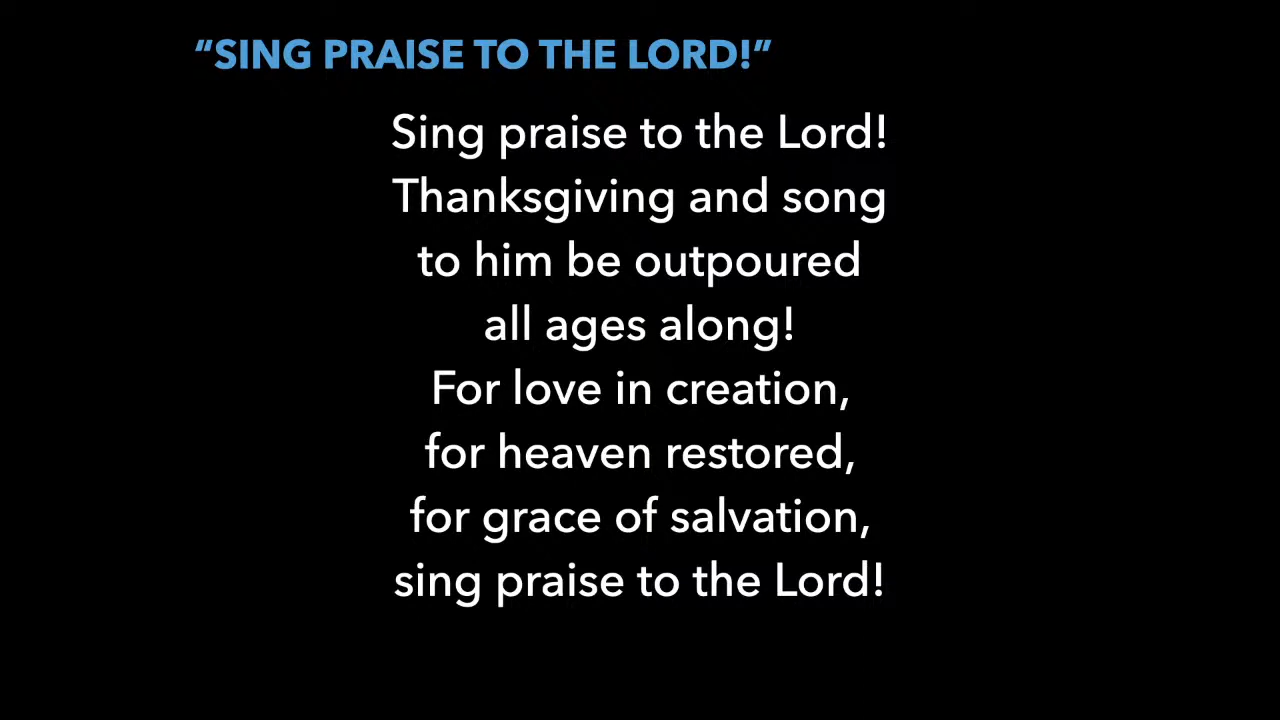 “SING PRAISE TO THE LORD!”
Sing praise to the Lord!
Thanksgiving and song
to him be outpoured
all ages along!
For love in creation,
for heaven restored,
for grace of salvation,
sing praise to the Lord!